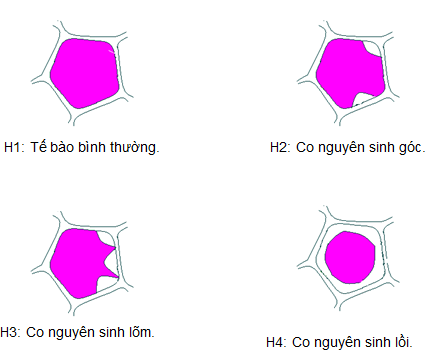 H1: Tế bào bình thường.
H2: Co nguyên sinh góc.
H3: Co nguyên sinh lõm.
H4: Co nguyên sinh lồi.